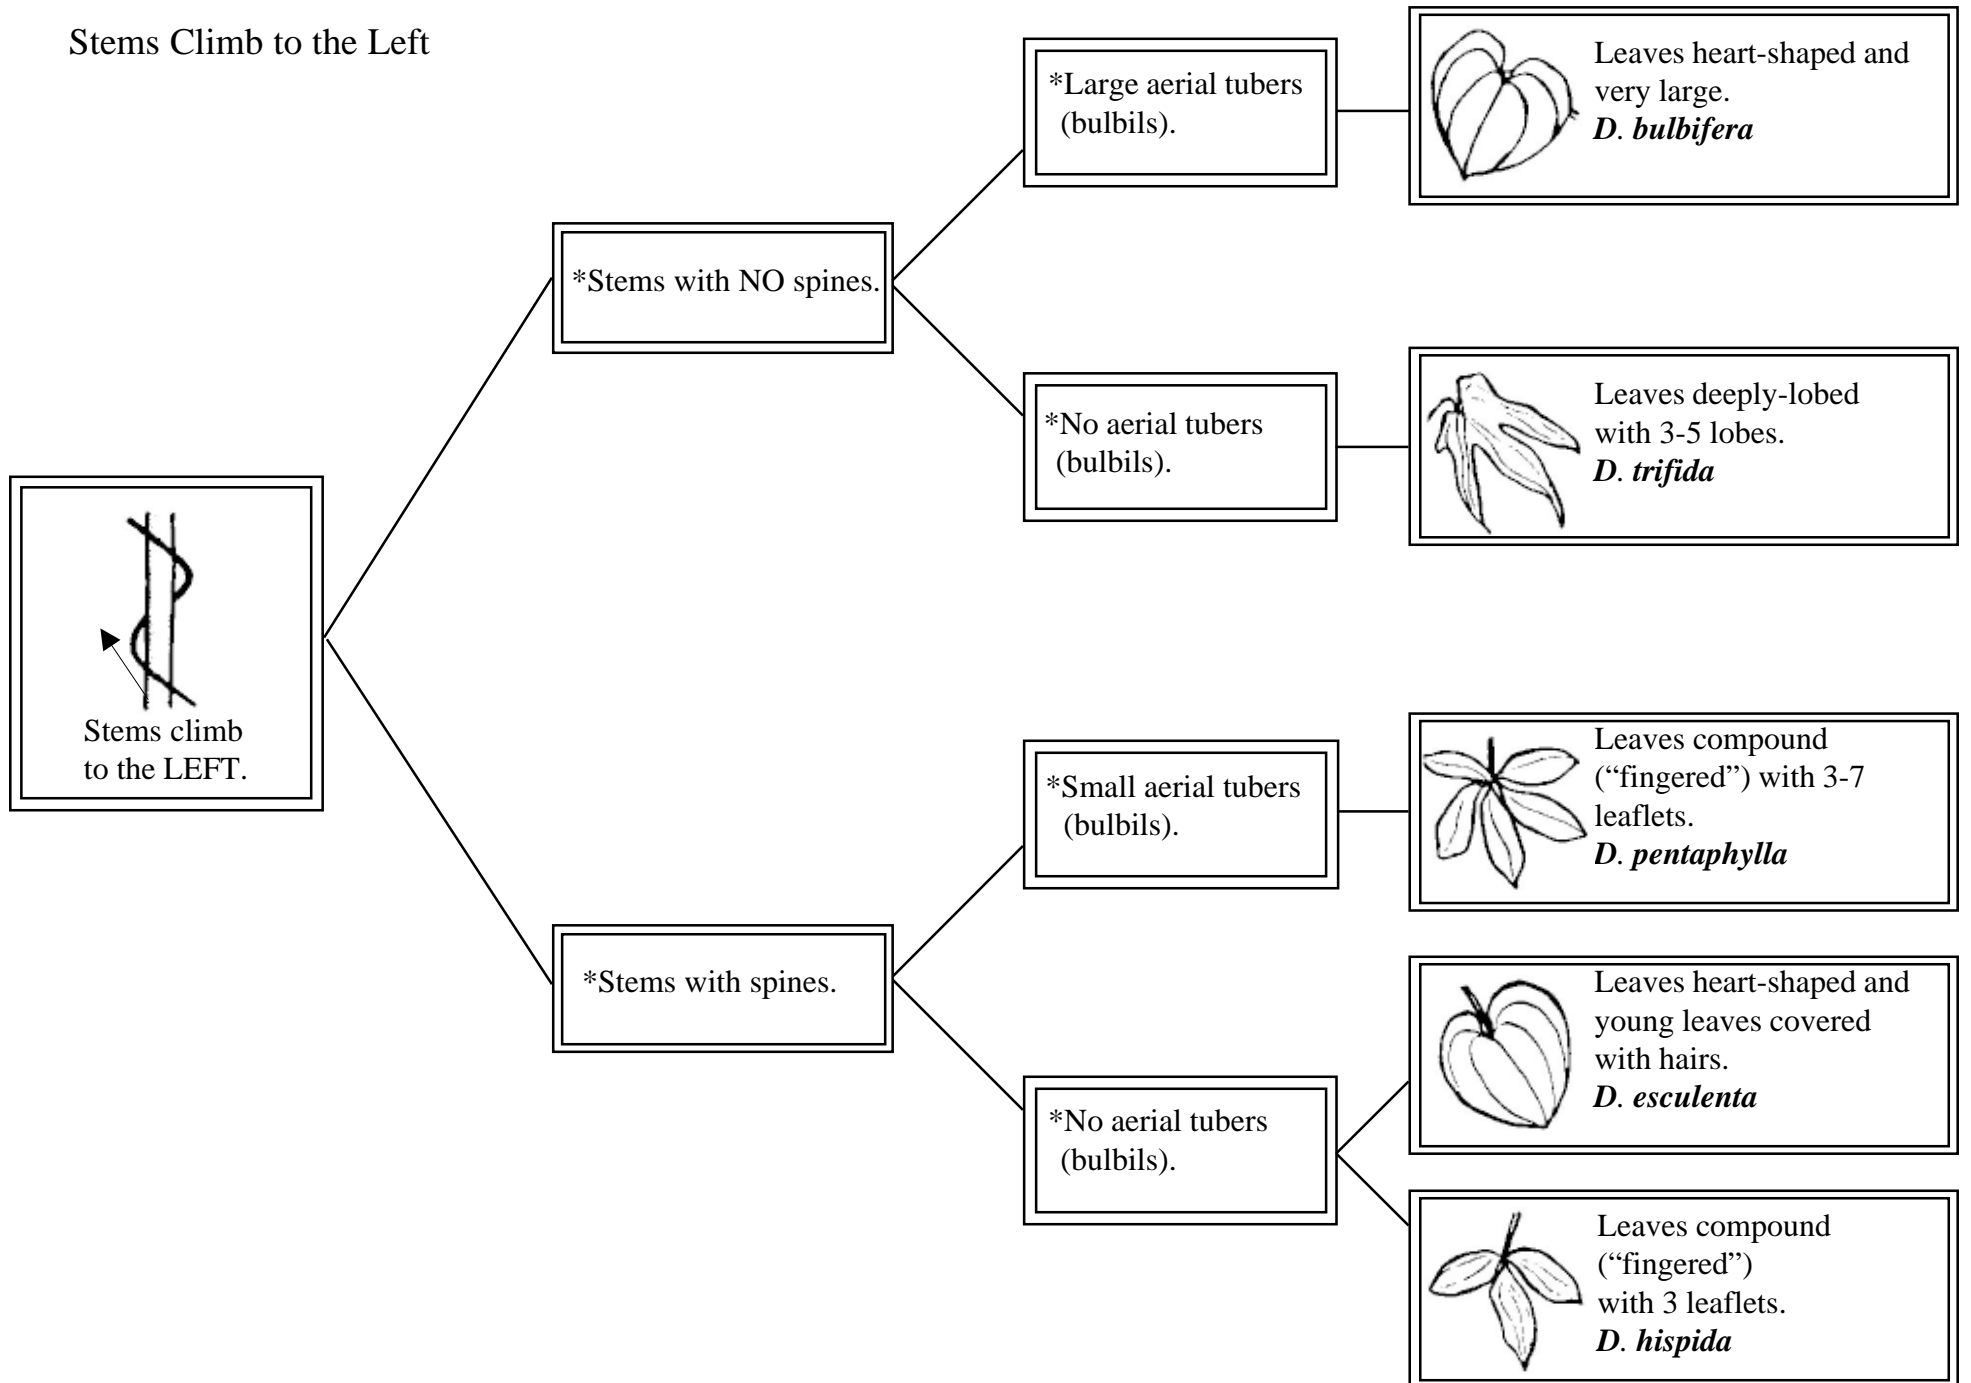 Stems Climb to the Left
*Large aerial tubers
(bulbils).
Leaves heart-shaped and
very large.
D. bulbifera
*Stems with NO spines.
*No aerial tubers
(bulbils).
Leaves deeply-lobed
with 3-5 lobes.
D. trifida
Stems climb
to the LEFT.
*Small aerial tubers
(bulbils).
Leaves compound
(“fingered”) with 3-7
leaflets.
D. pentaphylla
*Stems with spines.
*No aerial tubers
(bulbils).
Leaves heart-shaped and
young leaves covered
with hairs.
D. esculenta
Leaves compound
(“fingered”)
with 3 leaflets.
D. hispida